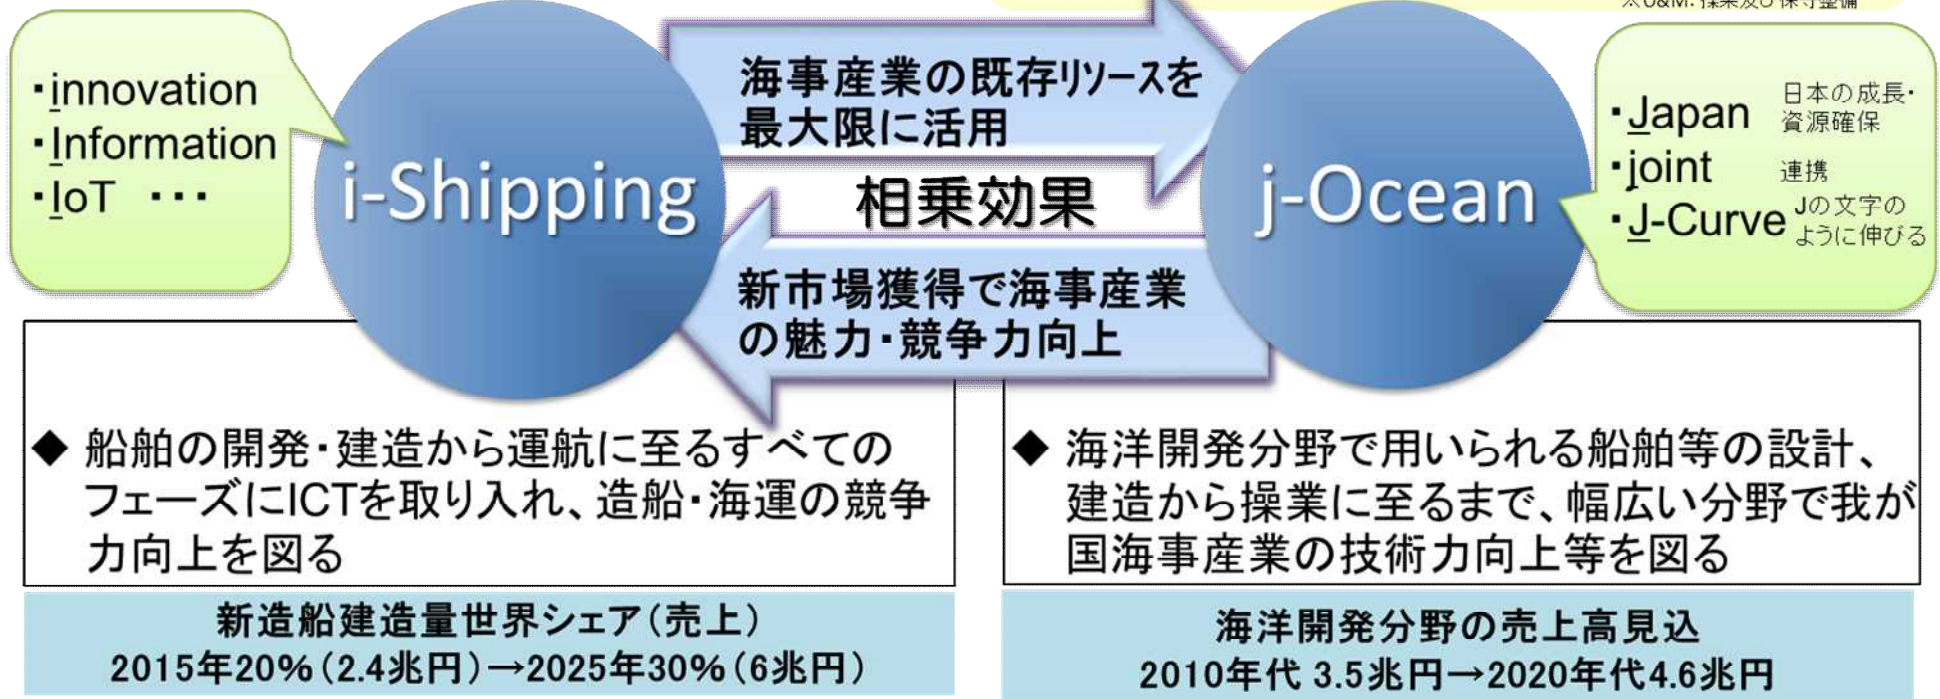 ・innovation
・Information
・IoT ・・・
i-Shipping
海事産業の既存リソースを
最大限に活用
相乗効果
新市場獲得で海事産業
の魅力・競争力向上
j-Ocean
・Japan 日本の成長・
資源確保
・joint 連携
・J-Curve Jの文字の
ように伸びる
◆ 船舶の開発・建造から運航に至るすべての
フェーズにICTを取り入れ、造船・海運の競争
力向上を図る
新造船建造量世界シェア(売上)
2015年20%(2.4兆円)→2025年30%(6兆円)
◆ 海洋開発分野で用いられる船舶等の設計、
建造から操業に至るまで、幅広い分野で我が
国海事産業の技術力向上等を図る
海洋開発分野の売上高見込
2010年代 3.5兆円→2020年代4.6兆円